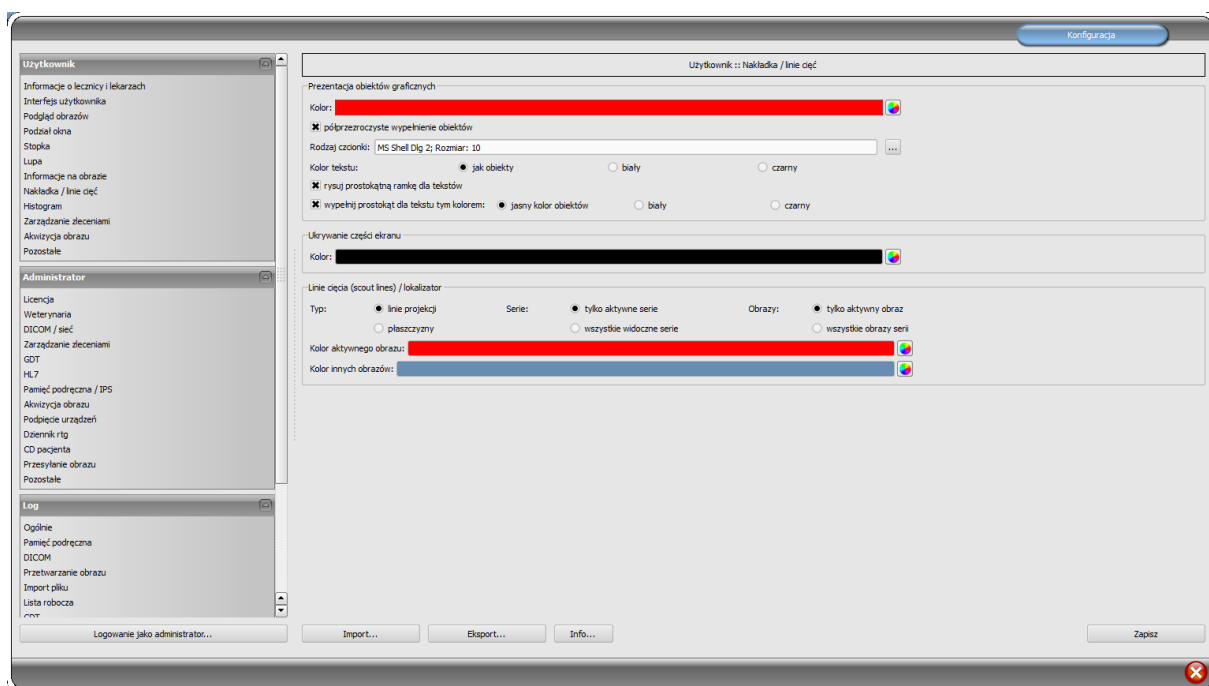 Konfiguracja
Użytkownik
Informacje o lecznicy i lekarzach
Interfejs użytkownika
Podgląd obrazów
Podział okna
Stopka
Lupa
Informacje na obrazie
Nakładka / linie cięć
Histogram
Zarządzanie zleceniami
Akwizycja obrazu
Pozostałe
Administrator
Licencja
Weterynaria
DICOM / sieć
Zarządzanie zleceniami
GDT
HL7
Pamięć podręczna / IPS
Akwizycja obrazu
Podpięcie urządzeń
Dziennik rtg
CD pacjenta
Przesyłanie obrazu
Pozostałe
Log
Ogólnie
Pamięć podręczna
DICOM
Przetwarzanie obrazu
Import pliku
Lista robocza
GDT
Logowanie jako administrator...
Użytkownik :: Nakładka / linie cięć
Prezentacja obiektów graficznych
Kolor:
półprzezroczyste wypełnienie obiektów
Rodzaj czcionki: MS Shell Dlg 2; Rozmiar: 10 ...
Kolor tekstu: jak obiekty biały czarny
rysuj prostokątną ramkę dla tekstów
wypełnij prostokąt dla tekstu tym kolorem: jasny kolor obiektów biały czarny
Ukrywanie części ekranu
Kolor:
Linie cięcia (scout lines) / lokalizator
Typ: linie projekcji Serie: tylko aktywne serie Obrazy: tylko aktywny obraz
płaszczyzny wszystkie widoczne serie wszystkie obrazy serii
Kolor aktywnego obrazu:
Kolor innych obrazów:
Import... Eksport... Info... Zapisz